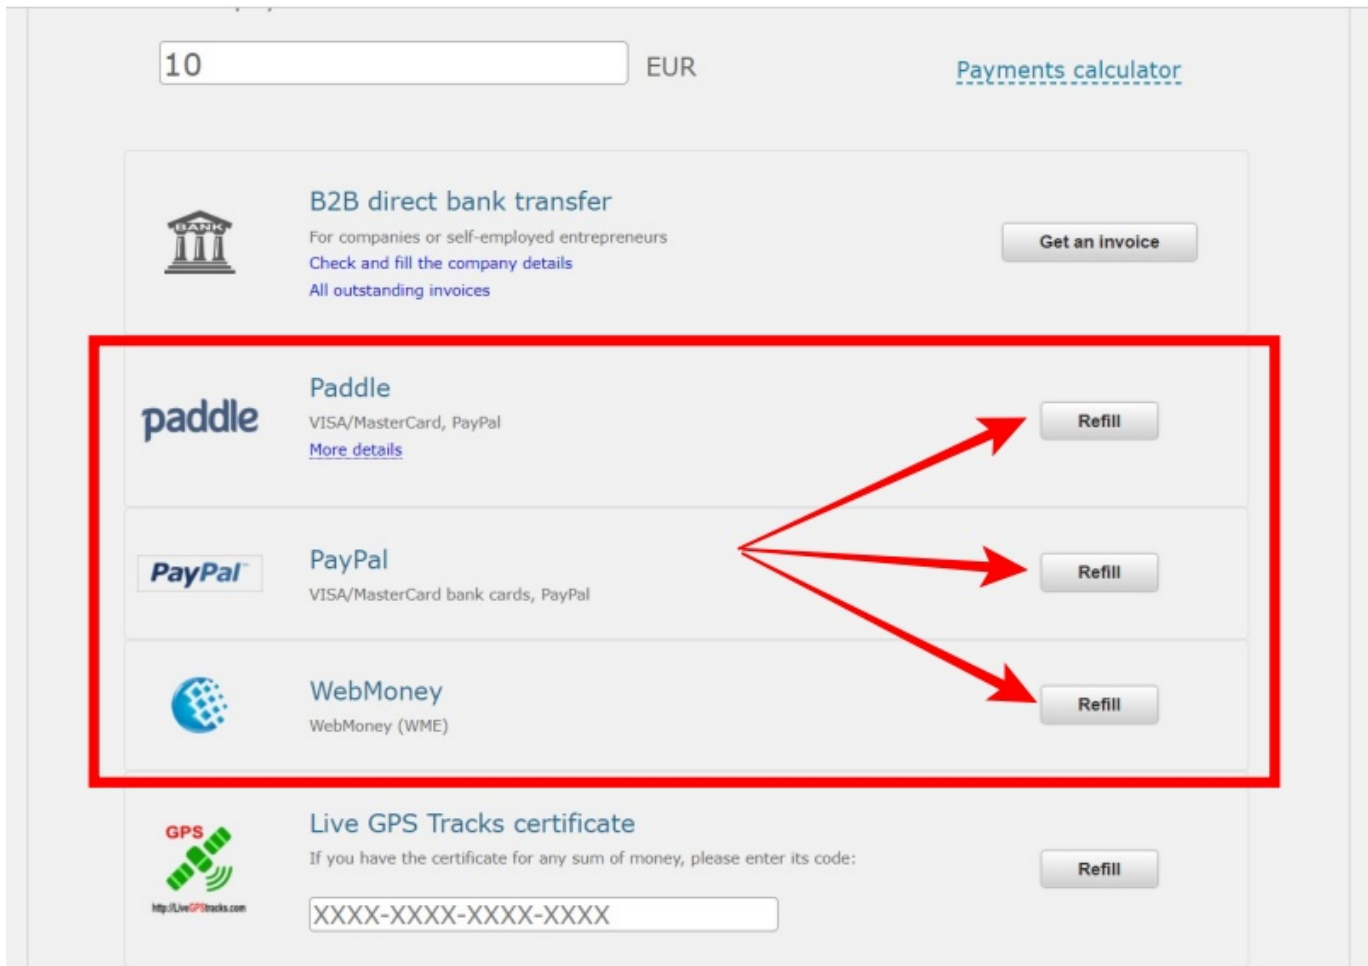 10
EUR
Payments calculator
BANK
B2B direct bank transfer
For companies or self-employed entrepreneurs
Check and fill the company details
All outstanding invoices
Get an invoice
paddle
Paddle
VISA/MasterCard, PayPal
More details
Refill
PayPal
PayPal
VISA/MasterCard bank cards, PayPal
Refill
WebMoney
WebMoney (WME)
Refill
GPS
http://LiveGPStracks.com
Live GPS Tracks certificate
If you have the certificate for any sum of money, please enter its code:
XXXX-XXXX-XXXX-XXXX
Refill